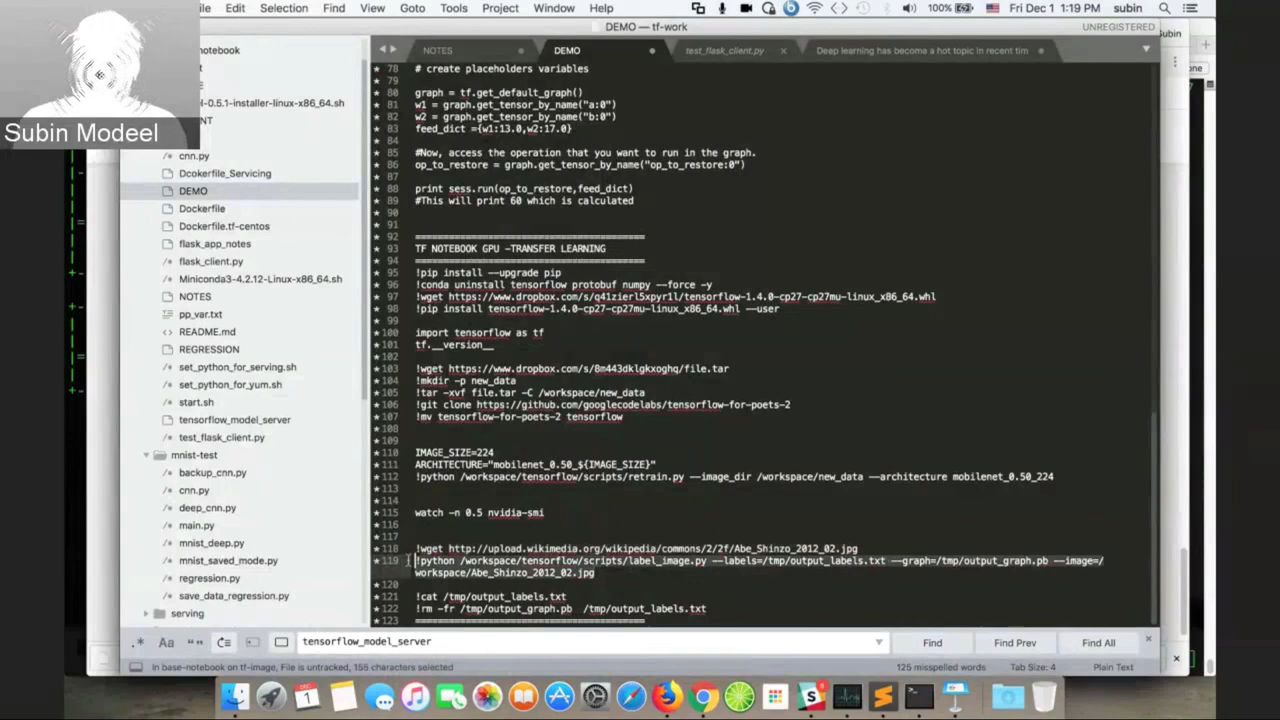 File Edit Selection Find View Goto Tools Project Window Help
100% Fri Dec 1 1:19 PM subin
DEMO — tf-work
UNREGISTERED
Subin
Subin Modeel
NOTES
DEMO
test_flask_client.py
Deep learning has become a hot topic in recent tim
notebook
l-0.5.1-installer-linux-x86_64.sh
cnn.py
Dcokerfile_Servicing
DEMO
Dockerfile
Dockerfile.tf-centos
flask_app_notes
flask_client.py
Miniconda3-4.2.12-Linux-x86_64.sh
NOTES
pp_var.txt
README.md
REGRESSION
set_python_for_serving.sh
set_python_for_yum.sh
start.sh
tensorflow_model_server
test_flask_client.py
mnist-test
backup_cnn.py
cnn.py
deep_cnn.py
main.py
mnist_deep.py
mnist_saved_mode.py
regression.py
save_data_regression.py
serving
78 # create placeholders variables
79
80 graph = tf.get_default_graph()
81 w1 = graph.get_tensor_by_name("a:0")
82 w2 = graph.get_tensor_by_name("b:0")
83 feed_dict ={w1:13.0,w2:17.0}
84
85 #Now, access the operation that you want to run in the graph.
86 op_to_restore = graph.get_tensor_by_name("op_to_restore:0")
87
88 print sess.run(op_to_restore,feed_dict)
89 #This will print 60 which is calculated
90
91
92 ========================================
93 TF NOTEBOOK GPU -TRANSFER LEARNING
94 ========================================
95 !pip install --upgrade pip
96 !conda uninstall tensorflow protobuf numpy --force -y
97 !wget https://www.dropbox.com/s/q41zierl5xpyr1l/tensorflow-1.4.0-cp27-cp27mu-linux_x86_64.whl
98 !pip install tensorflow-1.4.0-cp27-cp27mu-linux_x86_64.whl --user
99
100 import tensorflow as tf
101 tf.__version__
102
103 !wget https://www.dropbox.com/s/8m443dklgkxoghq/file.tar
104 !mkdir -p new_data
105 !tar -xvf file.tar -C /workspace/new_data
106 !git clone https://github.com/googlecodelabs/tensorflow-for-poets-2
107 !mv tensorflow-for-poets-2 tensorflow
108
109
110 IMAGE_SIZE=224
111 ARCHITECTURE="mobilenet_0.50_${IMAGE_SIZE}"
112 !python /workspace/tensorflow/scripts/retrain.py --image_dir /workspace/new_data --architecture mobilenet_0.50_224
113
114
115 watch -n 0.5 nvidia-smi
116
117
118 !wget http://upload.wikimedia.org/wikipedia/commons/2/2f/Abe_Shinzo_2012_02.jpg
119 !python /workspace/tensorflow/scripts/label_image.py --labels=/tmp/output_labels.txt --graph=/tmp/output_graph.pb --image=/
workspace/Abe_Shinzo_2012_02.jpg
120
121 !cat /tmp/output_labels.txt
122 !rm -fr /tmp/output_graph.pb /tmp/output_labels.txt
123 ========================================
.* Aa “” tensorflow_model_server Find Find Prev Find All
In base-notebook on tf-image, File is untracked, 155 characters selected
125 misspelled words Tab Size: 4 Plain Text